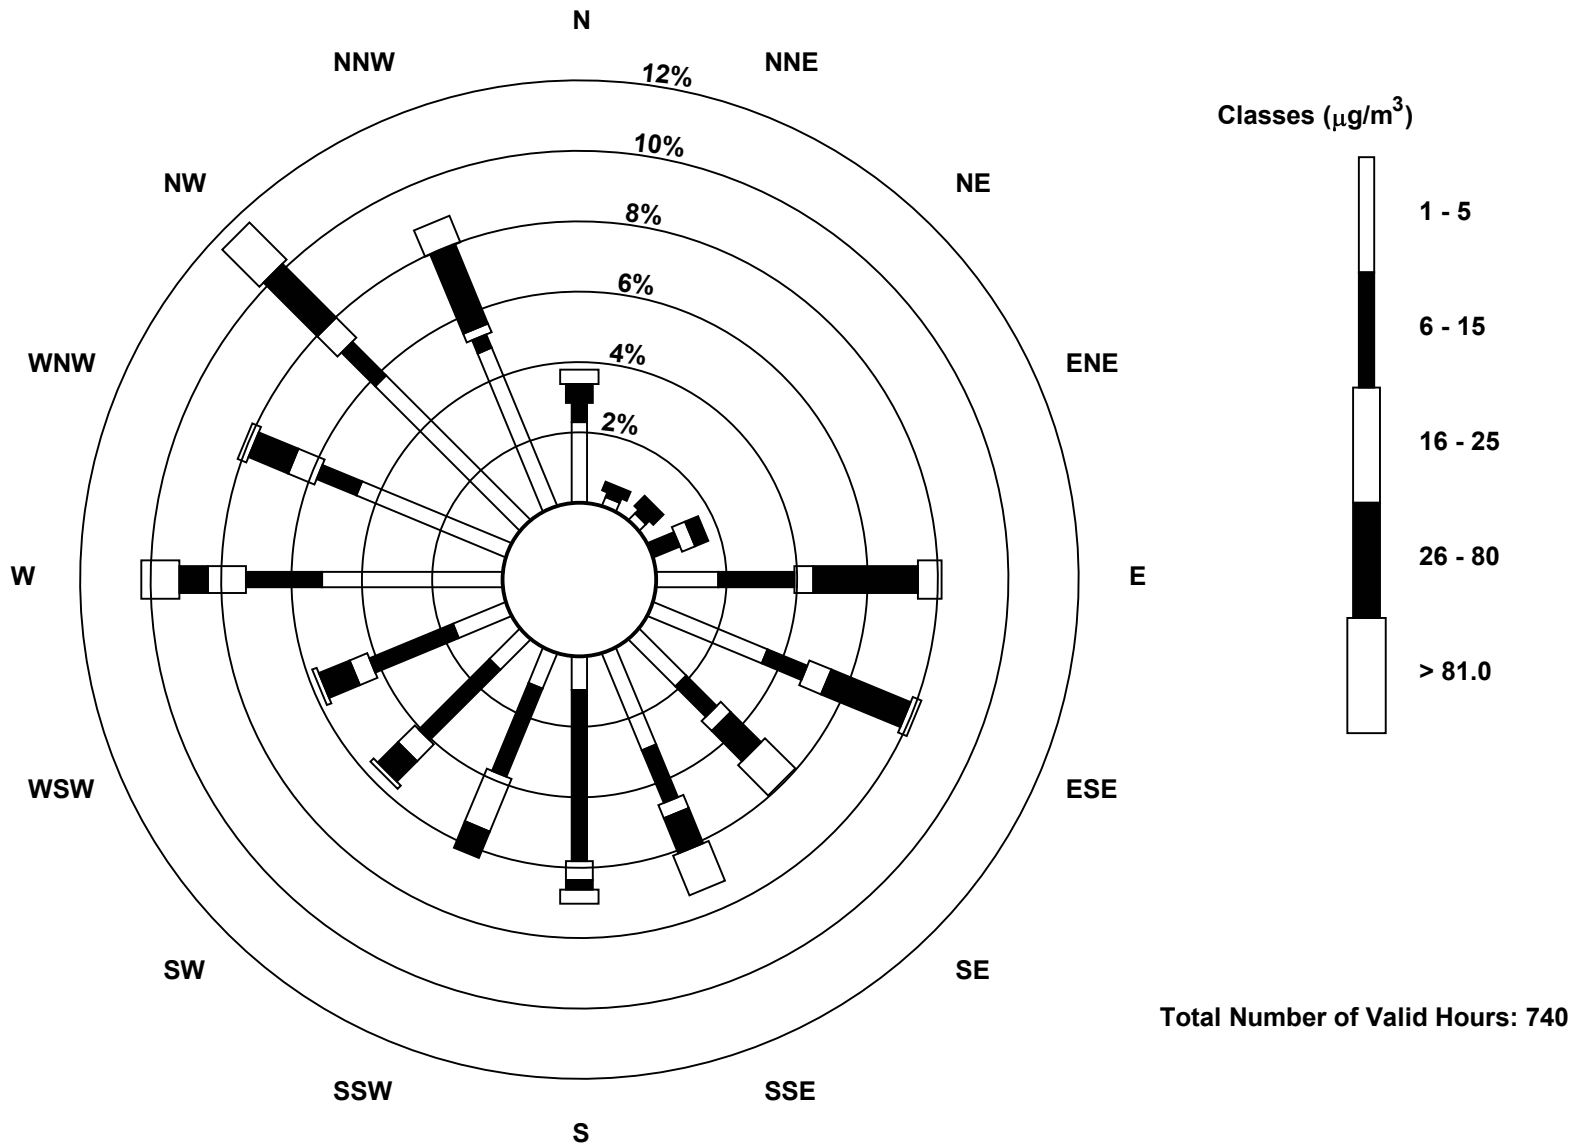 N
NNW
NNE
12%
Classes (μg/m³)
10%
NW
NE
8%
1 - 5
6%
6 - 15
4%
WNW
ENE
2%
16 - 25
W
E
26 - 80
> 81.0
WSW
ESE
SW
SE
Total Number of Valid Hours: 740
SSW
SSE
S